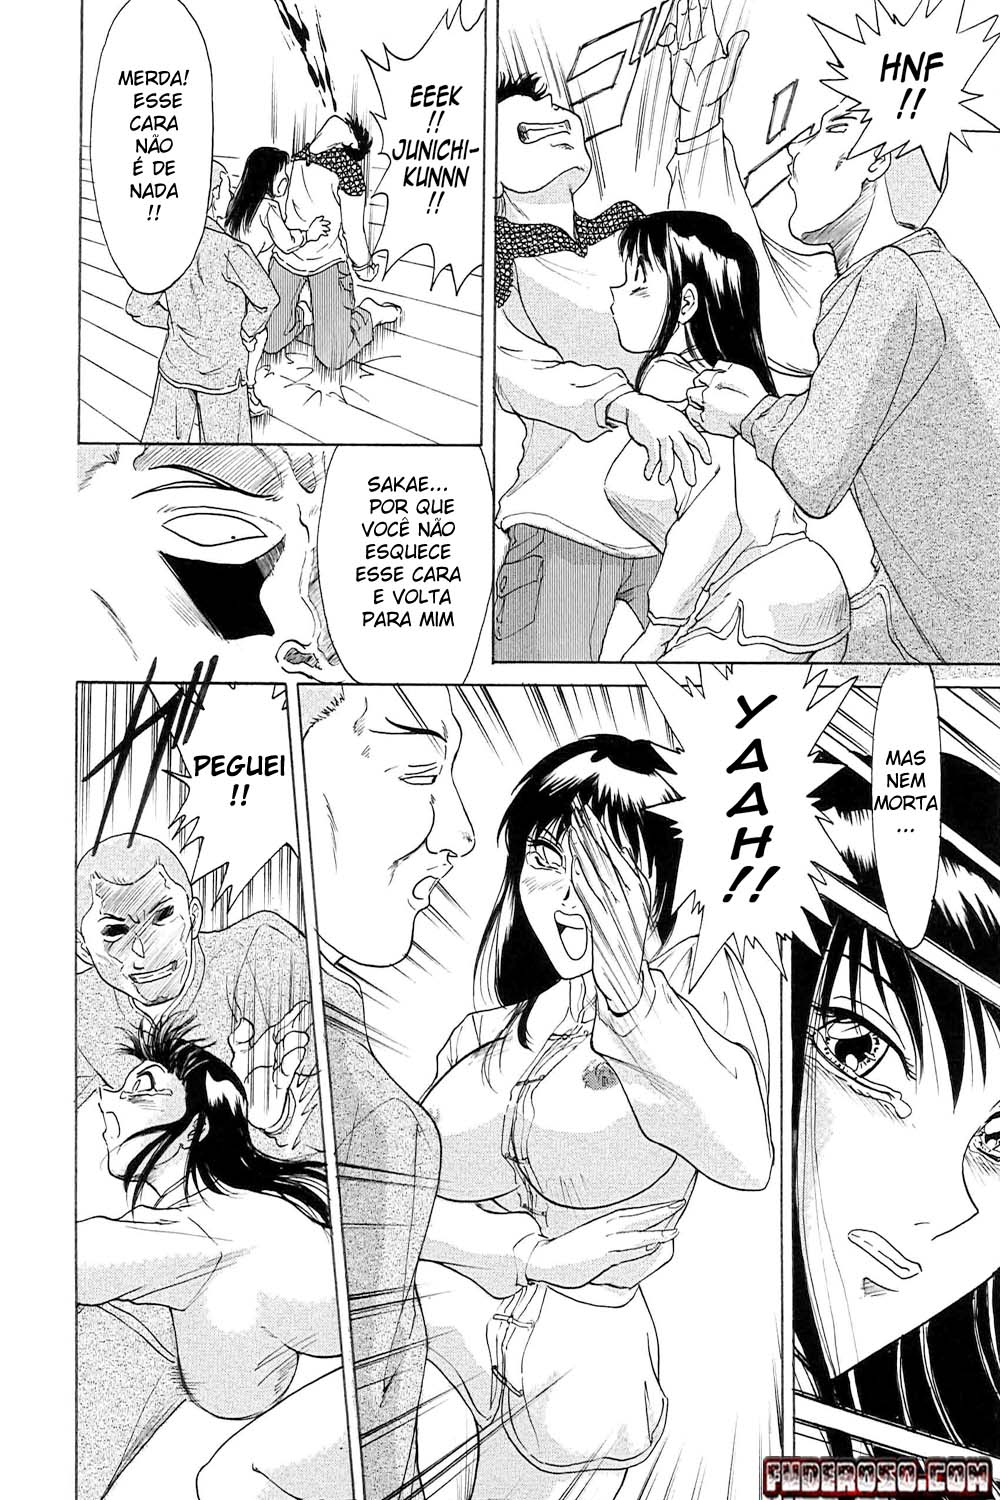 HNF
!!
EEEK
!!
JUNICHI-
KUNNN
!!
MERDA!
ESSE
CARA
NÃO
É DE
NADA
!!
SAKAE...
POR QUE
VOCÊ NÃO
ESQUECE
ESSE CARA
E VOLTA
PARA MIM
MAS
NEM
MORTA
...
YAAH!!
PEGUEI
!!
FUDEROSO.COM